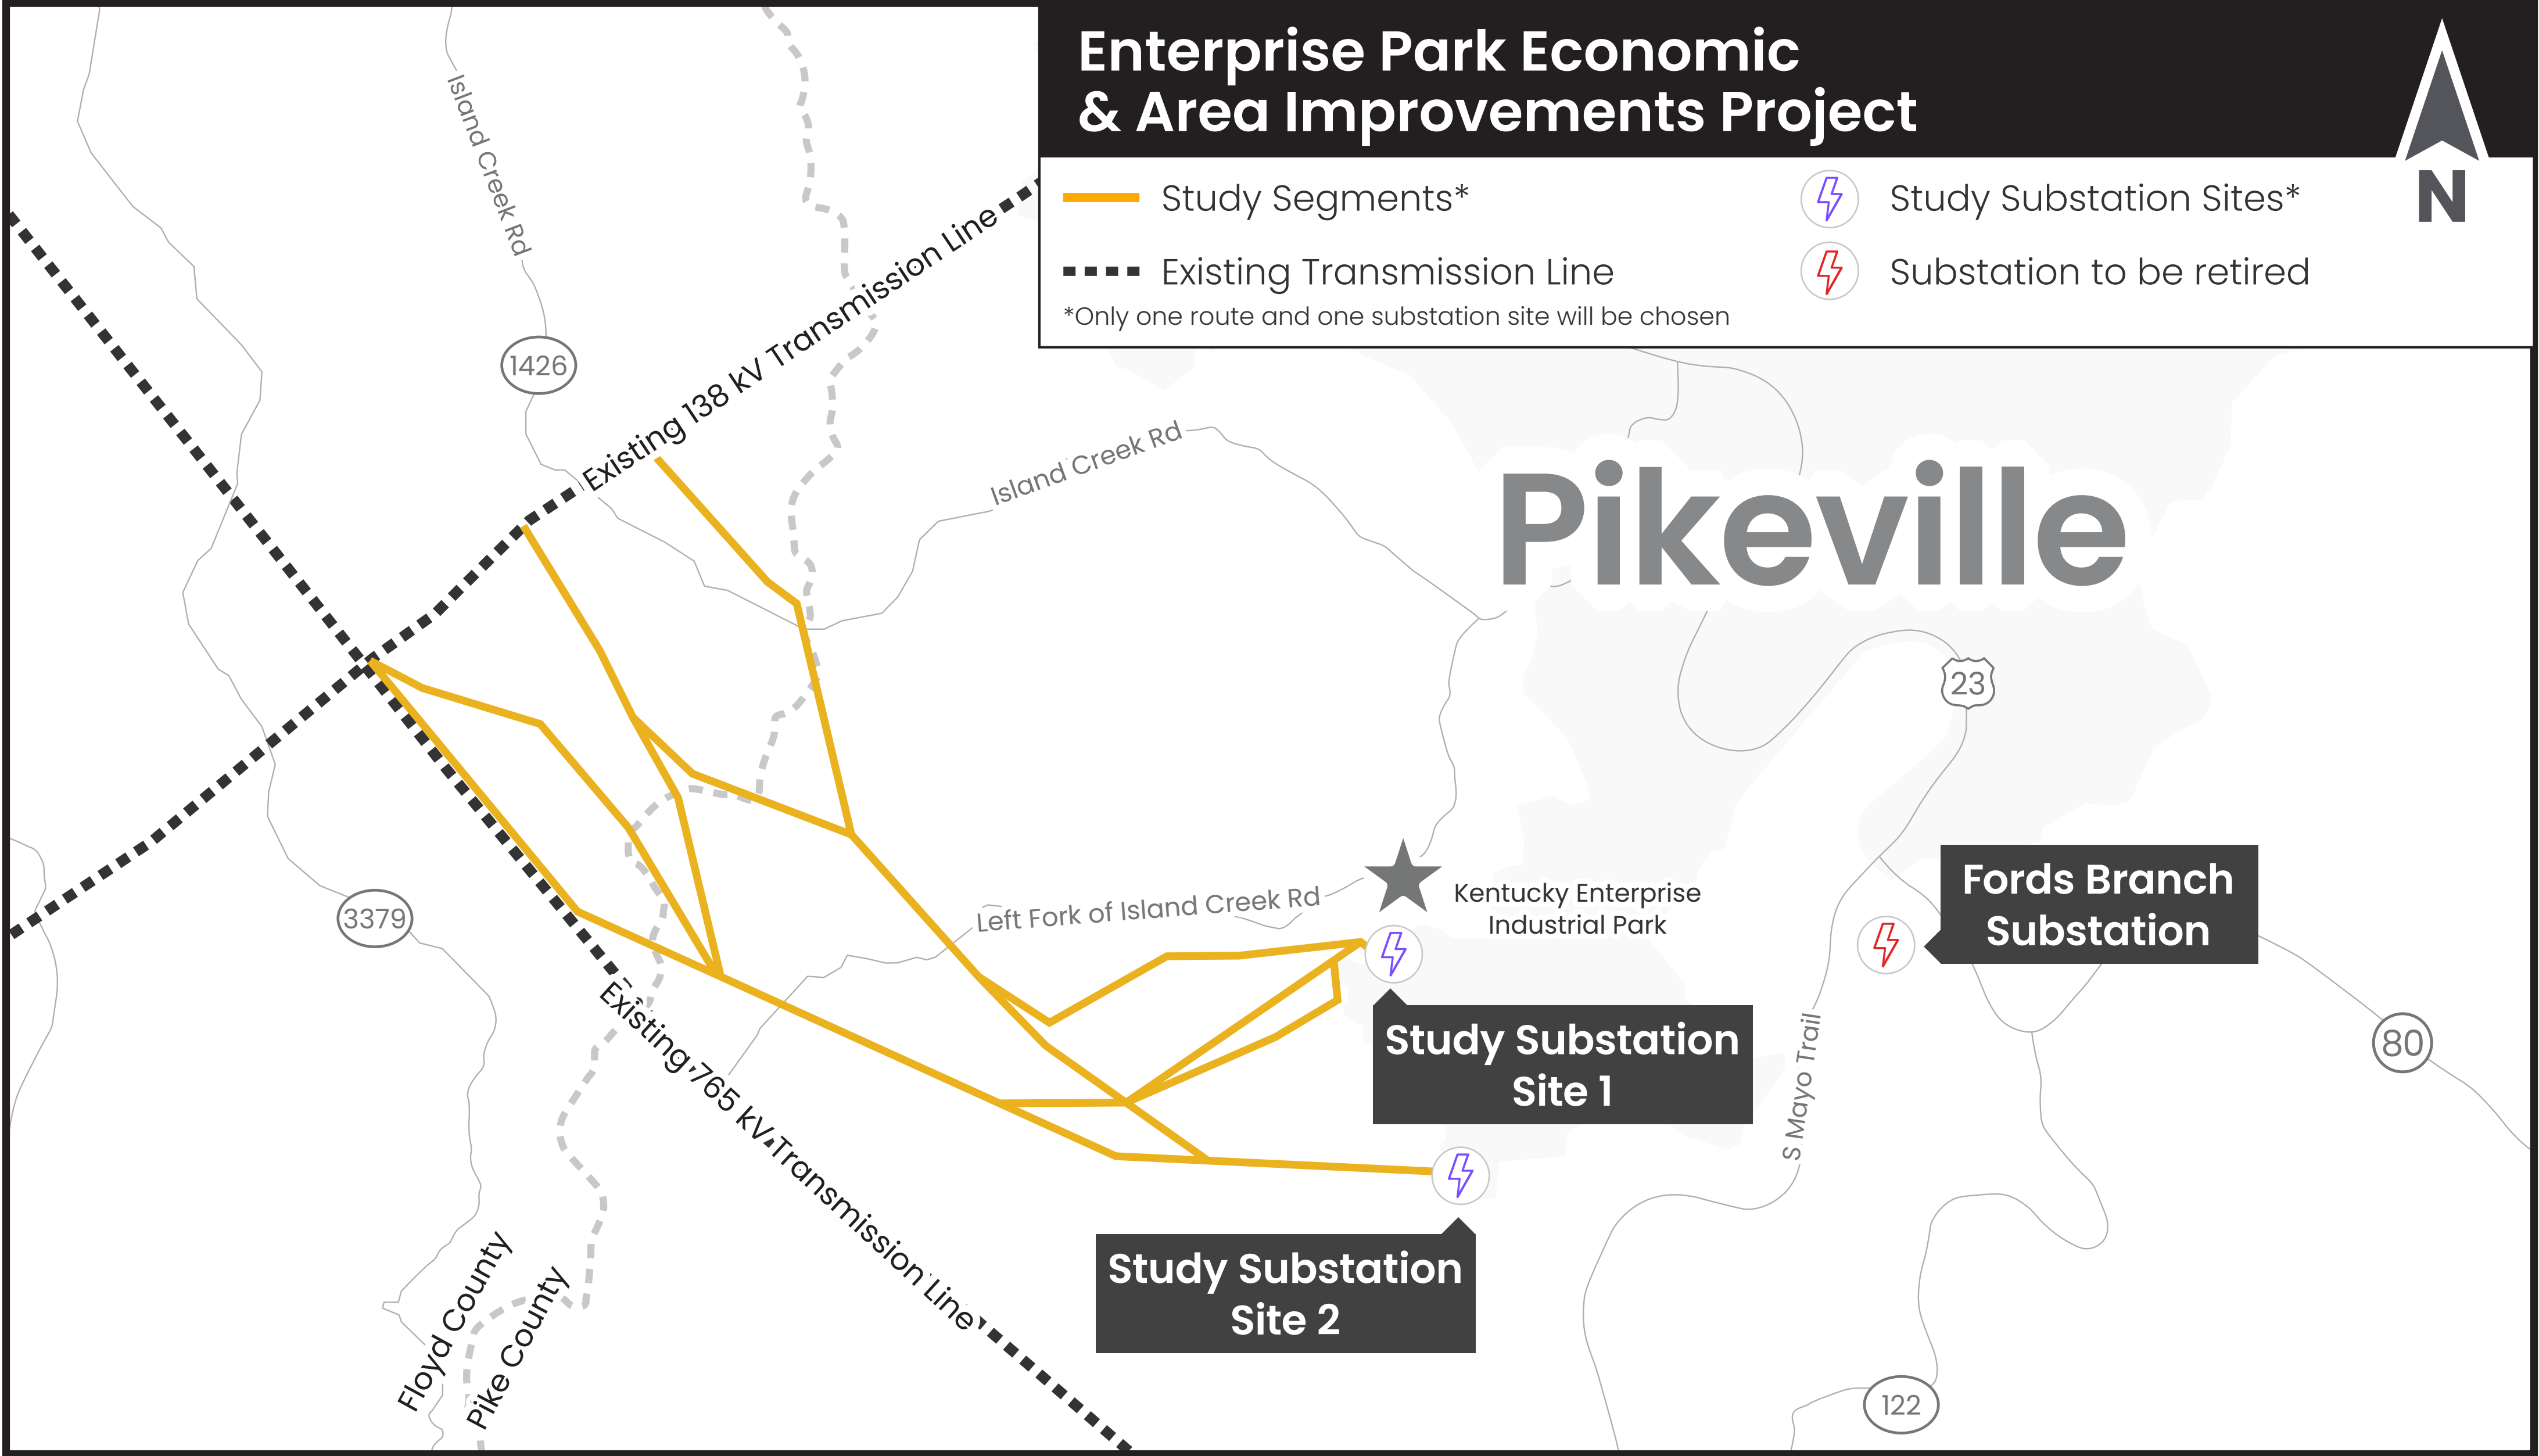 Enterprise Park Economic
& Area Improvements Project
N
Study Segments*
Study Substation Sites*
Existing Transmission Line
Substation to be retired
*Only one route and one substation site will be chosen
Island Creek Rd
1426
Existing 138 kV Transmission Line
Island Creek Rd
Pikeville
23
3379
Left Fork of Island Creek Rd
Kentucky Enterprise
Industrial Park
Fords Branch
Substation
80
Study Substation
Site 1
S Mayo Trail
Existing 765 kV Transmission Line
Study Substation
Site 2
Floyd County
Pike County
122